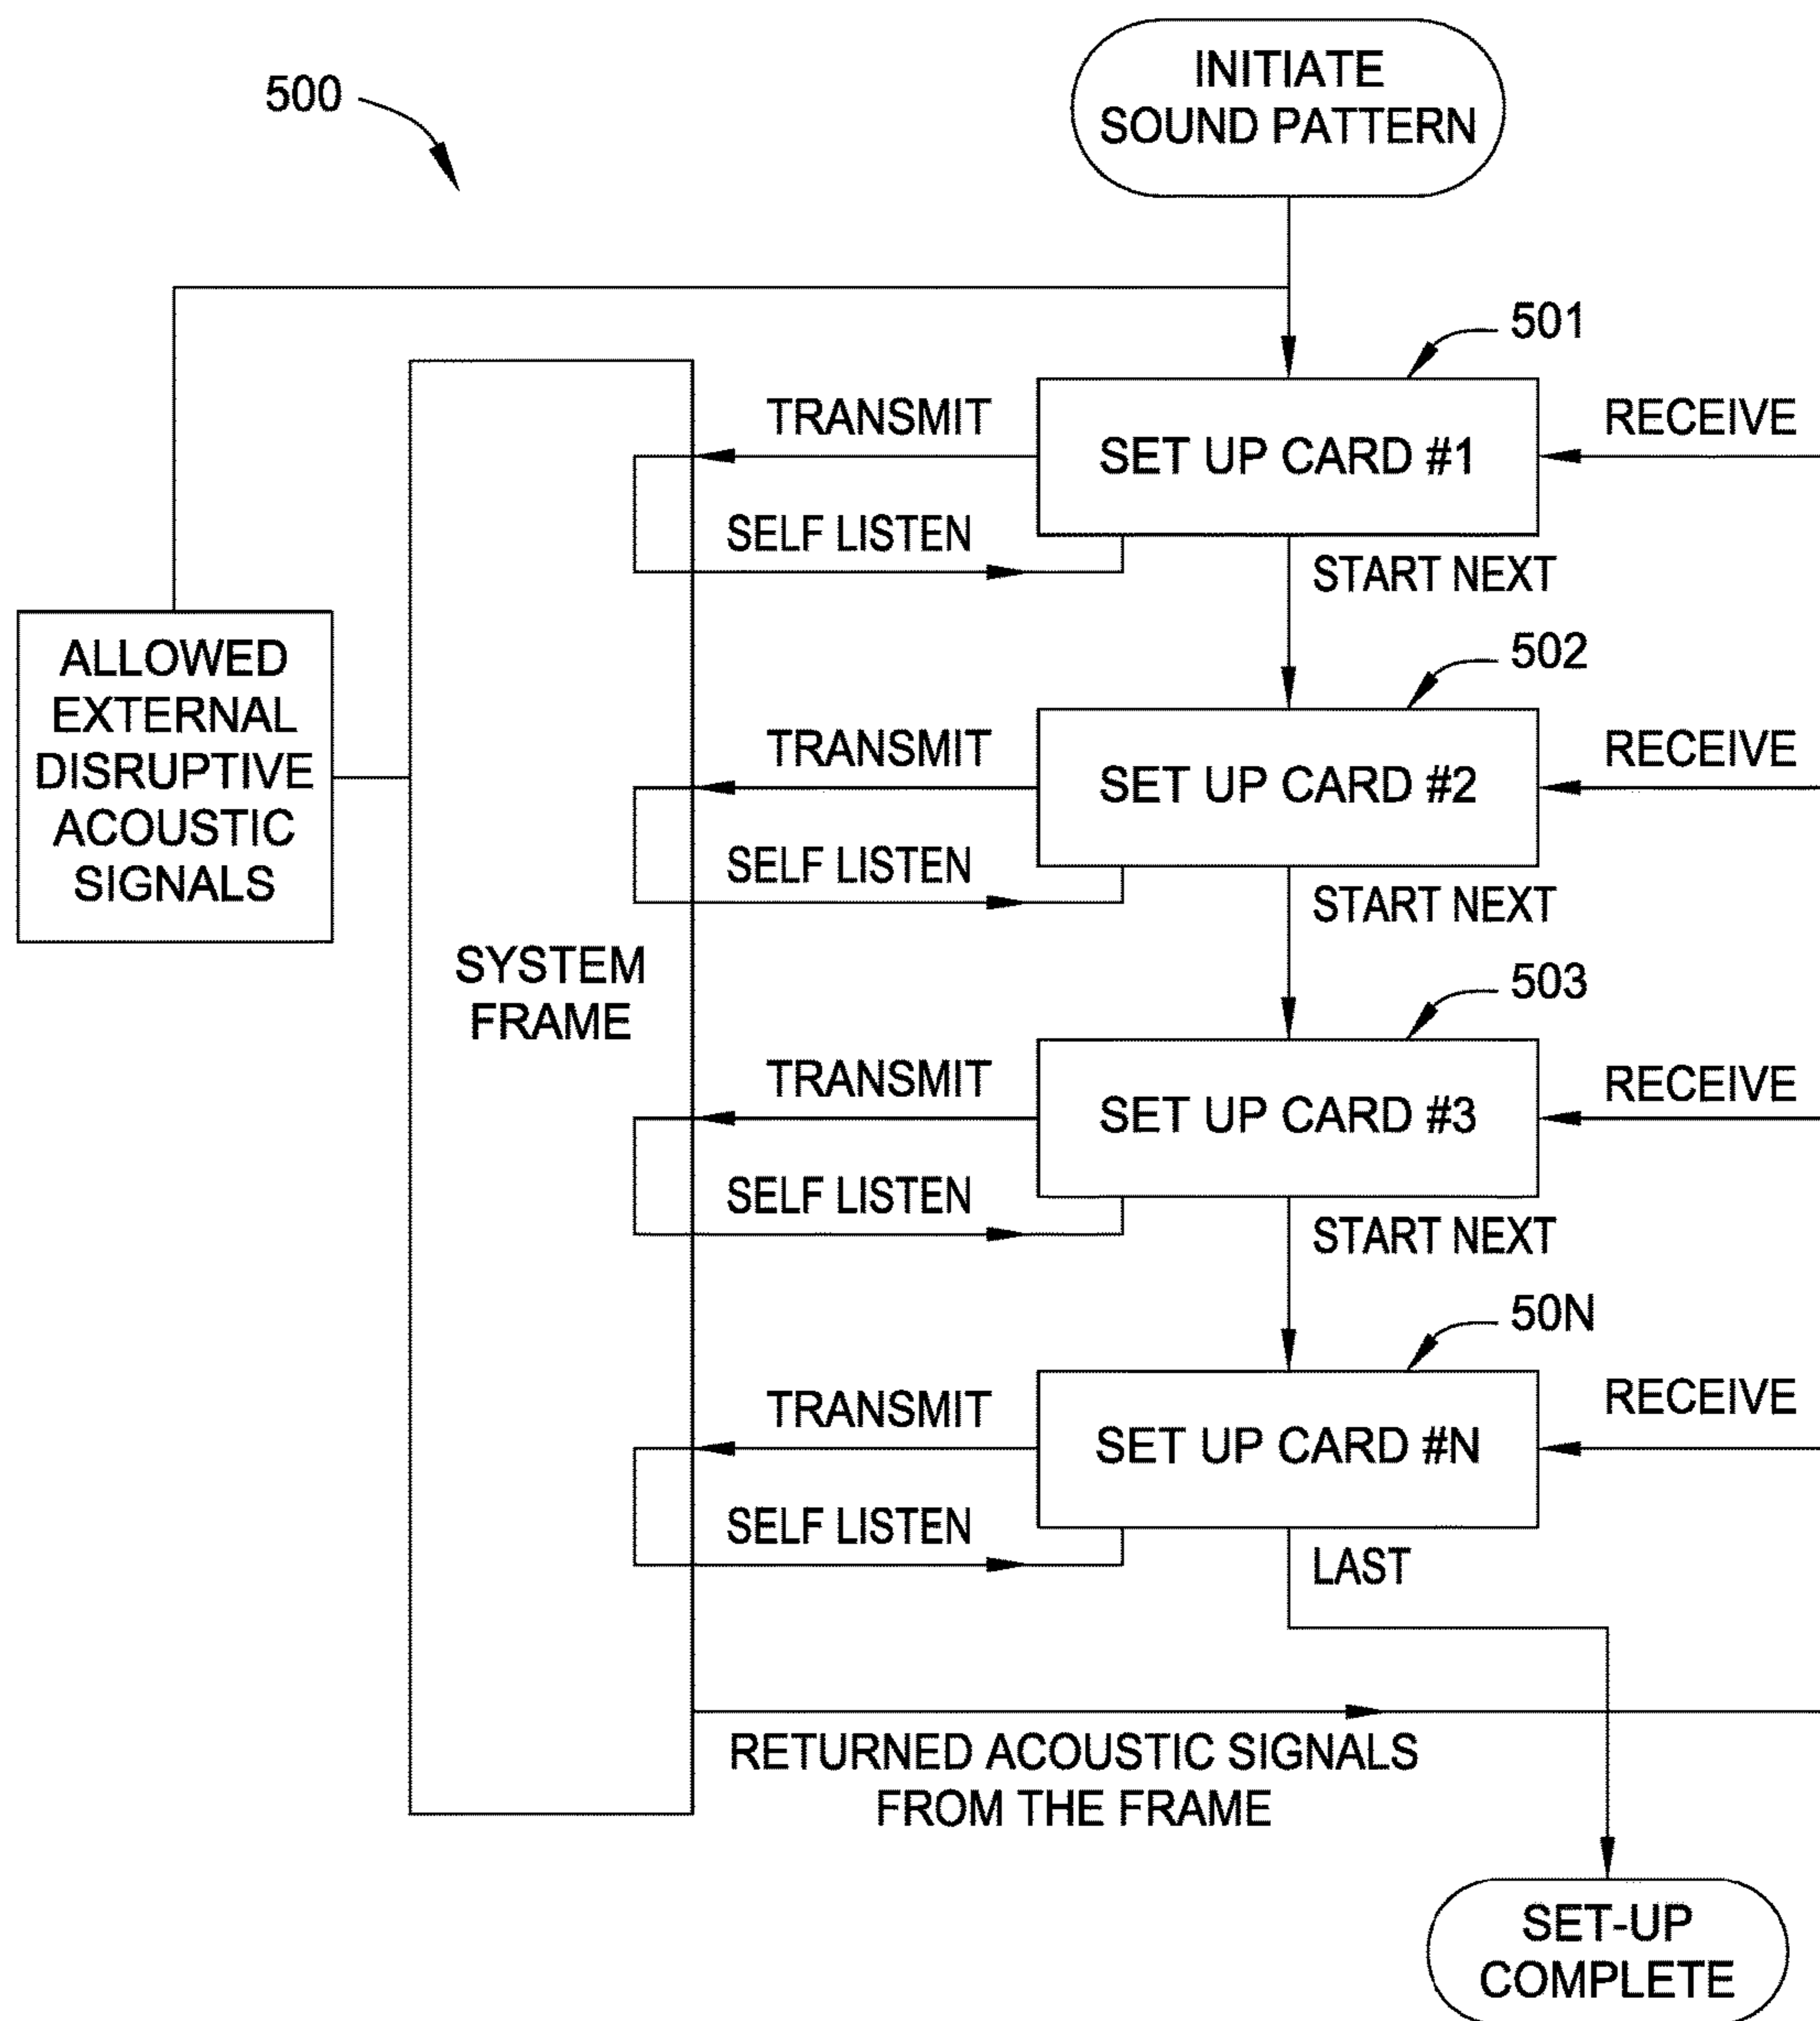 500
INITIATE
SOUND PATTERN
501
TRANSMIT
SET UP CARD #1
RECEIVE
SELF LISTEN
START NEXT
ALLOWED
EXTERNAL
DISRUPTIVE
ACOUSTIC
SIGNALS
502
TRANSMIT
SET UP CARD #2
RECEIVE
SELF LISTEN
START NEXT
SYSTEM
FRAME
503
TRANSMIT
SET UP CARD #3
RECEIVE
SELF LISTEN
START NEXT
50N
TRANSMIT
SET UP CARD #N
RECEIVE
SELF LISTEN
LAST
RETURNED ACOUSTIC SIGNALS
FROM THE FRAME
SET-UP
COMPLETE